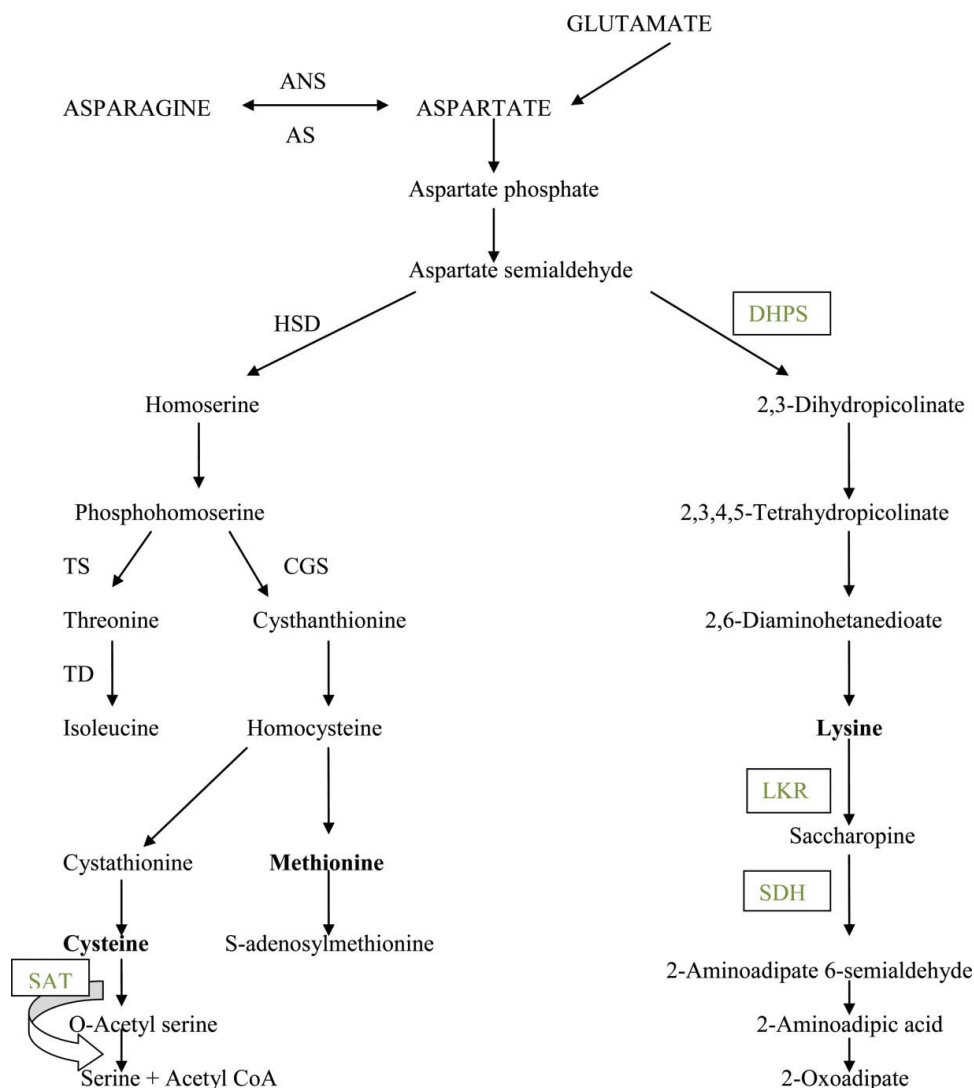 GLUTAMATE
ANS
ASPARAGINE ASPARTATE
AS
Aspartate phosphate
Aspartate semialdehyde
HSD DHPS
Homoserine 2,3-Dihydropicolinate
Phosphohomoserine 2,3,4,5-Tetrahydropicolinate
TS CGS
Threonine Cysthanthionine 2,6-Diaminohetanedioate
TD
Isoleucine Homocysteine Lysine
LKR
Saccharopine
Cystathionine Methionine
SDH
Cysteine S-adenosylmethionine
2-Aminoadipate 6-semialdehyde
SAT
O-Acetyl serine 2-Aminoadipic acid
Serine + Acetyl CoA 2-Oxoadipate